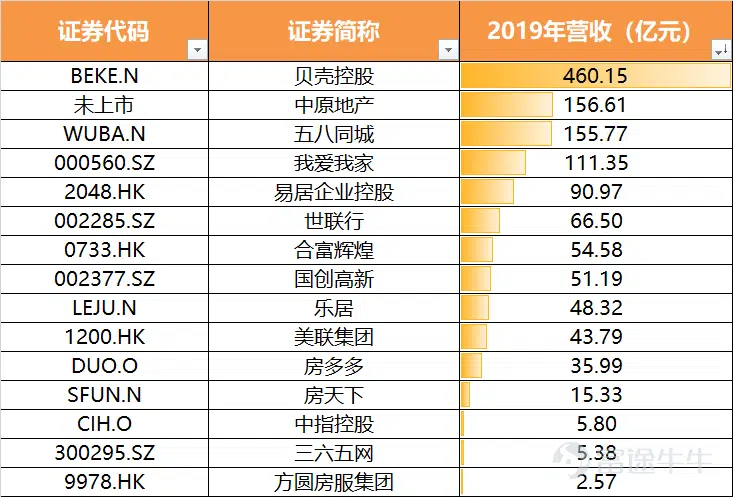 证券代码 证券简称 2019年营收（亿元）
BEKE.N 贝壳控股 460.15
未上市 中原地产 156.61
WUBA.N 五八同城 155.77
000560.SZ 我爱我家 111.35
2048.HK 易居企业控股 90.97
002285.SZ 世联行 66.50
0733.HK 合富辉煌 54.58
002377.SZ 国创高新 51.19
LEJU.N 乐居 48.32
1200.HK 美联集团 43.79
DUO.O 房多多 35.99
SFUN.N 房天下 15.33
CIH.O 中指控股 5.80
300295.SZ 三六五网 5.38
9978.HK 方圆房服集团 2.57
富途牛牛